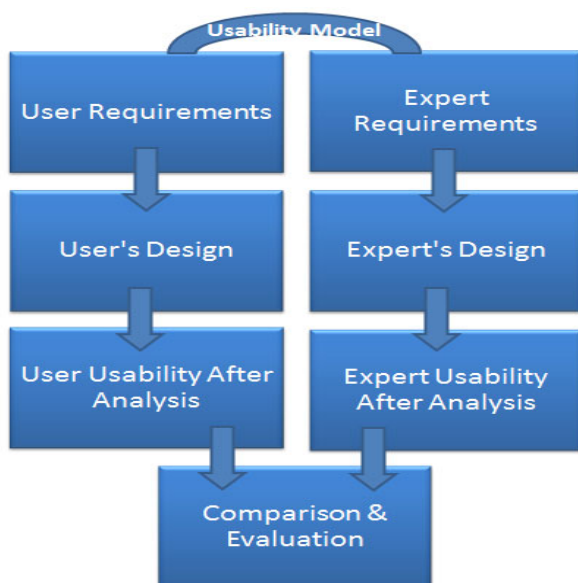 Usability Model
User Requirements
Expert
Requirements
User's Design
Expert's Design
User Usability After
Analysis
Expert Usability
After Analysis
Comparison &
Evaluation